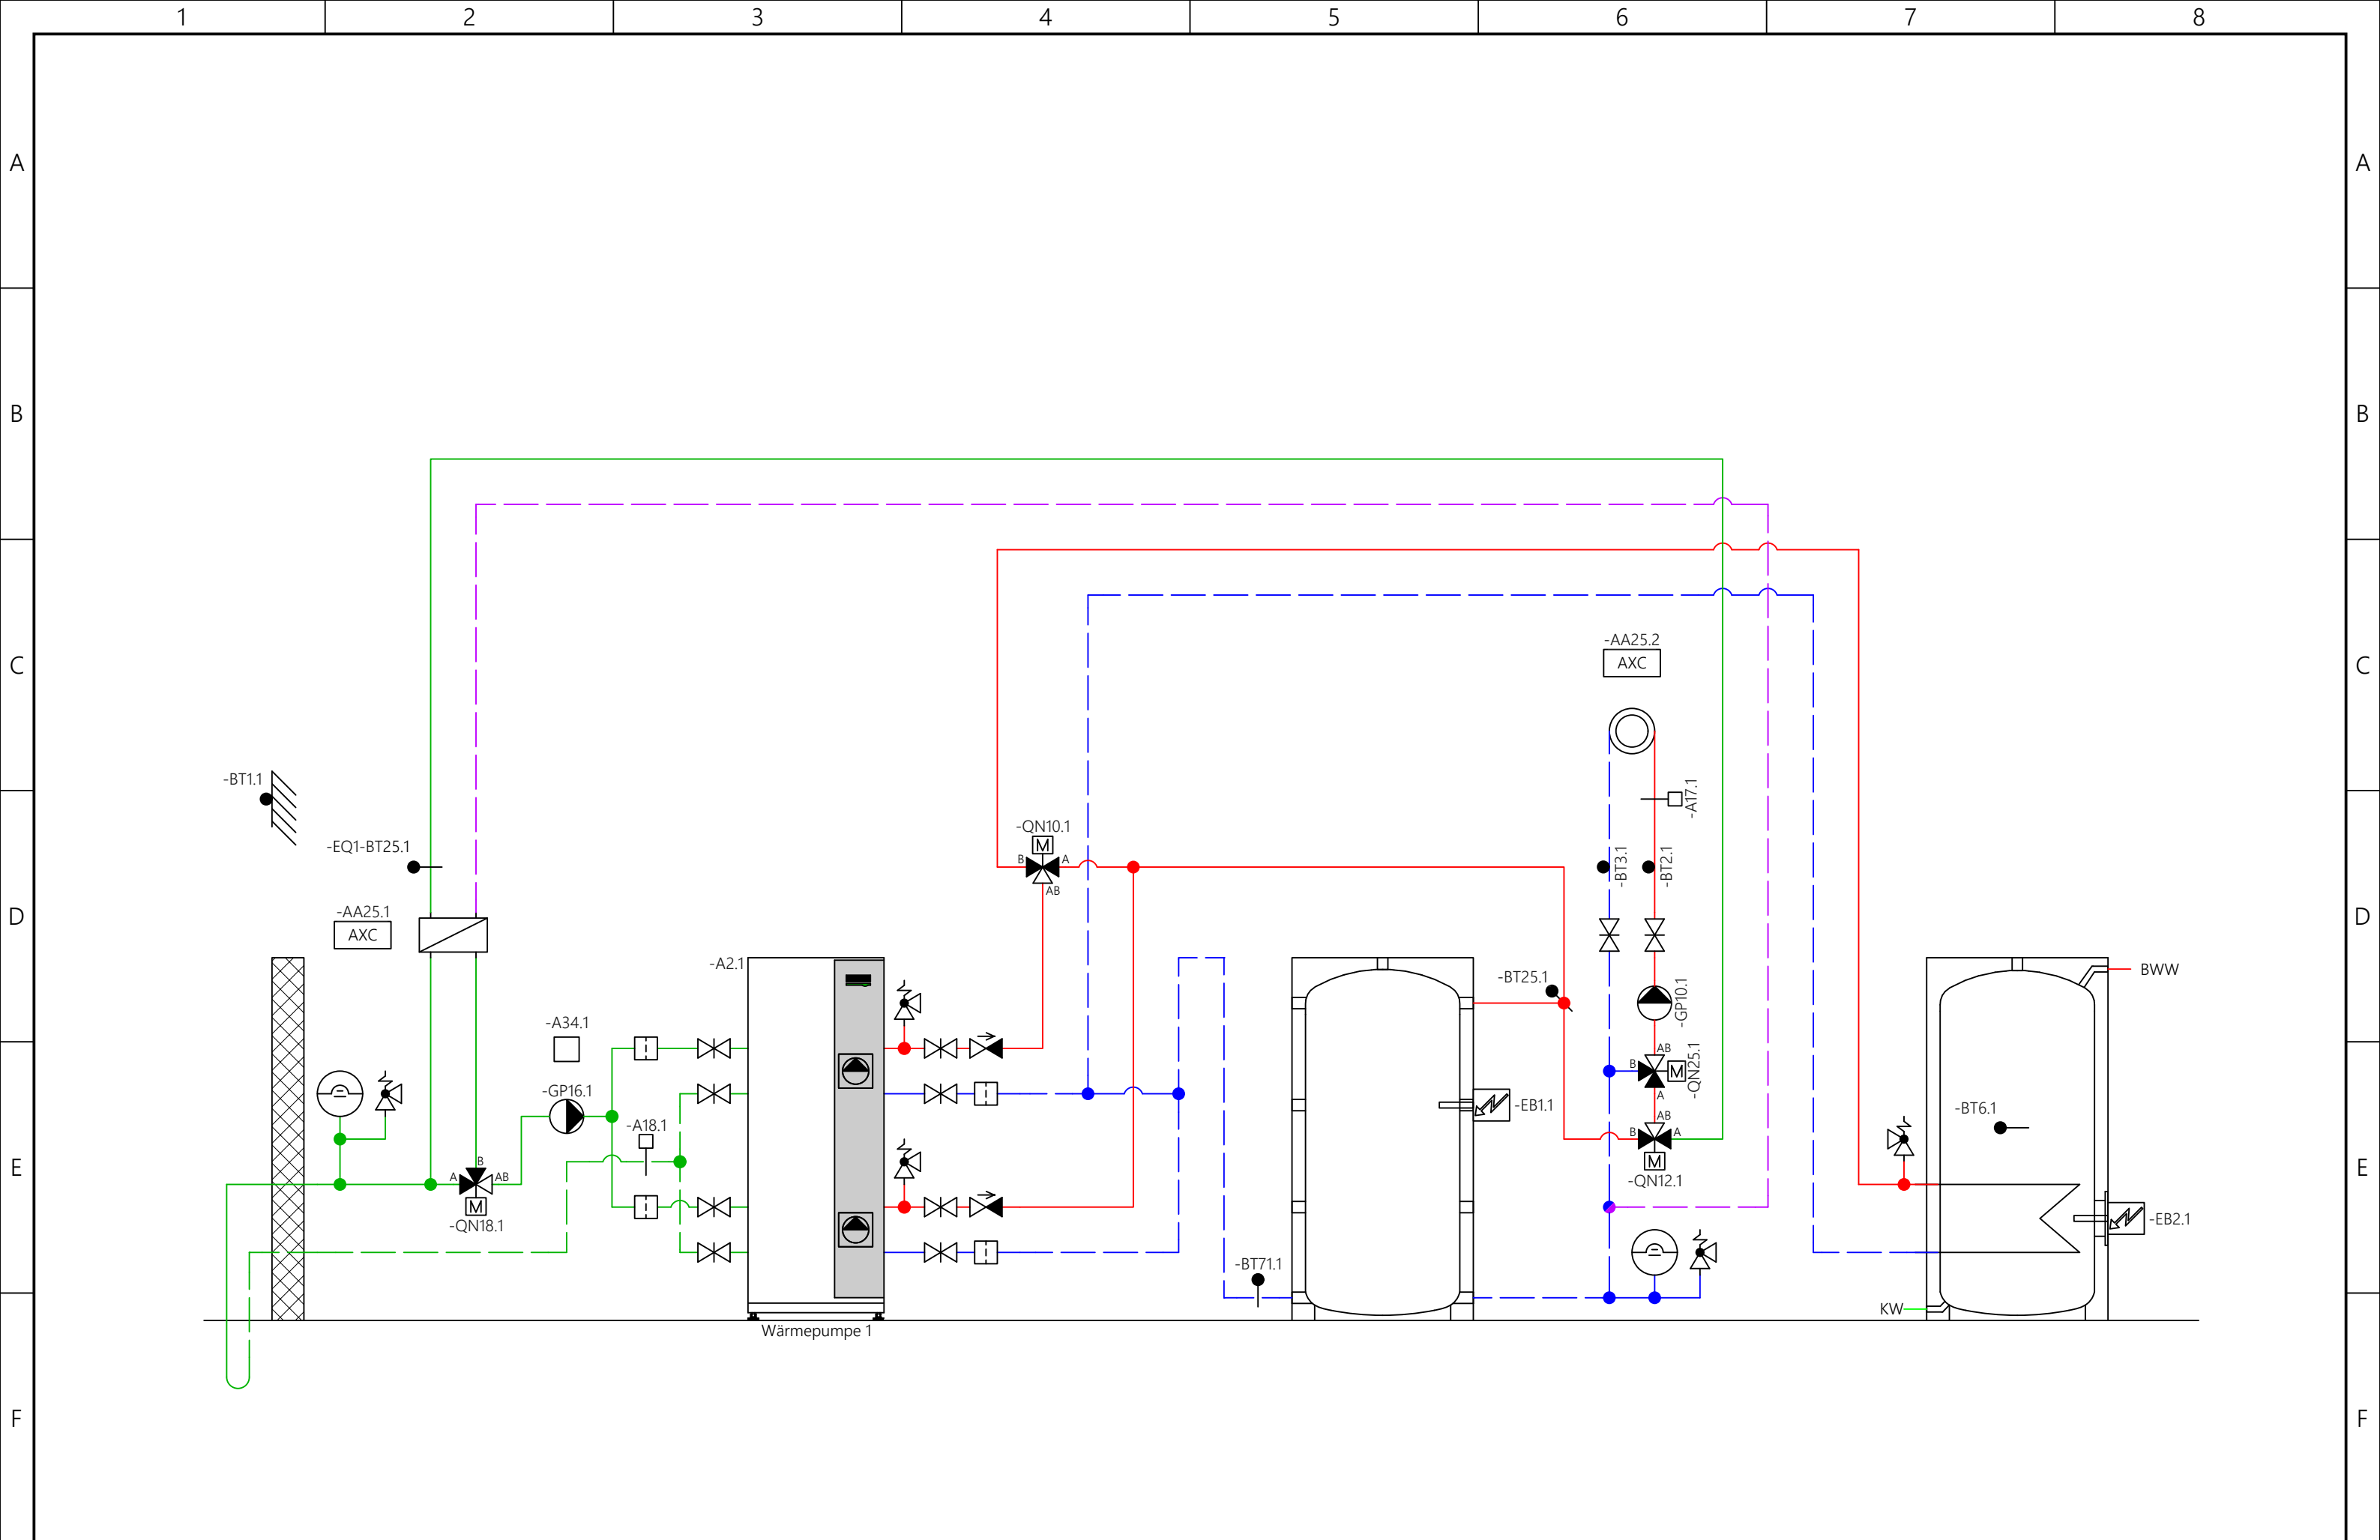 1 2 3 4 5 6 7 8
A A
B B
-AA25.2
C AXC C
-BT1.1
-A17.1
-QN10.1
M
-EQ1-BT25.1
B A
-BT3.1 -BT2.1
AB
-AA25.1
D D
AXC
-A2.1
BWW
-BT25.1
-GP10.1
-A34.1
AB
B M -QN25.1
-GP16.1
A
-EB1.1
-BT6.1
AB
-A18.1
B A
B
M
E E
A AB
-QN12.1
M
-QN18.1
-EB2.1
-BT71.1
KW
Wärmepumpe 1
F F